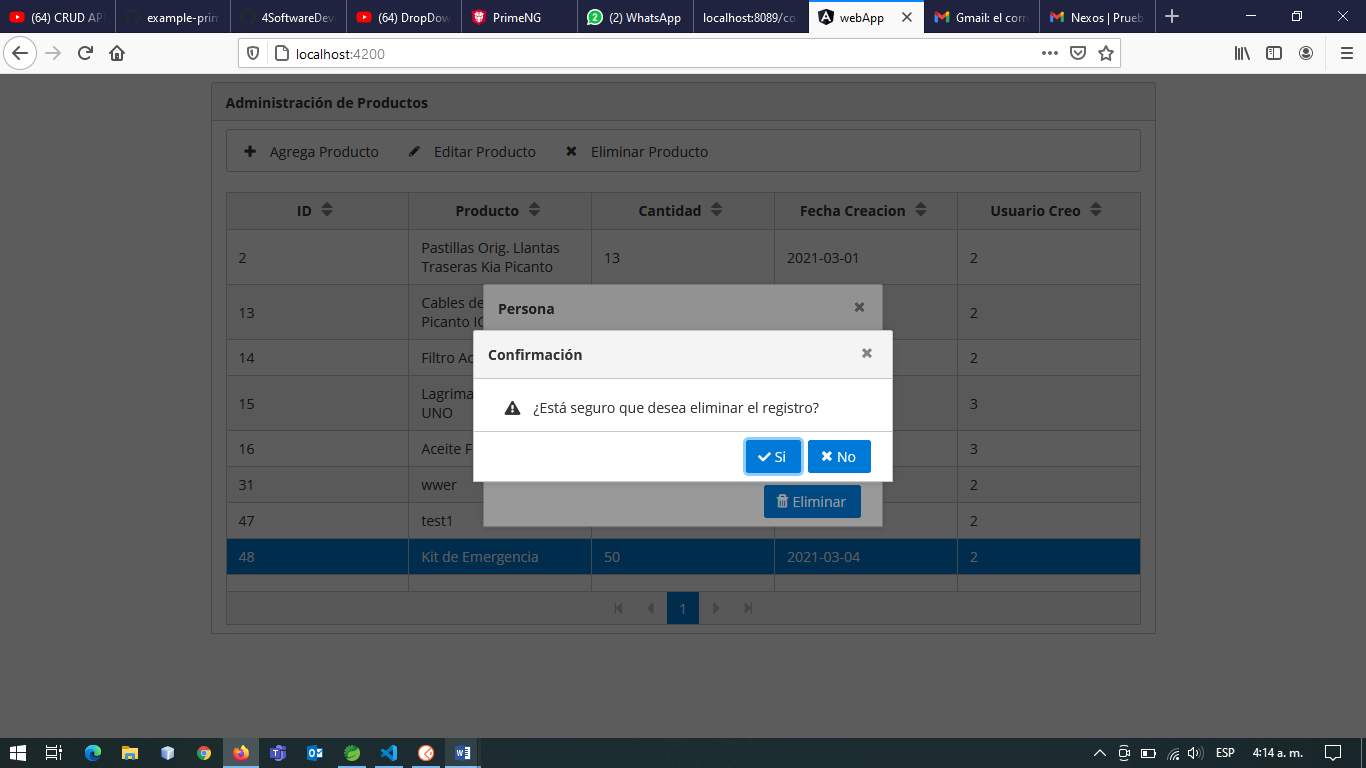 (64) CRUD API
example-prim
4SoftwareDev
(64) DropDow
PrimeNG
(2) WhatsApp
localhost:8089/co
webApp
Gmail: el corr
Nexos | Prueb
localhost:4200
Administración de Productos
Agrega Producto
Editar Producto
Eliminar Producto
ID Producto Cantidad Fecha Creacion Usuario Creo
2 Pastillas Orig. Llantas Traseras Kia Picanto 13 2021-03-01 2
13 Cables de Picanto 2
14 Filtro 2
15 Lagrima UNO 3
16 Aceite 3
31 wwer 2
47 test1 2
48 Kit de Emergencia 50 2021-03-04 2
Persona
Confirmación
¿Está seguro que desea eliminar el registro?
Si
No
Eliminar
1
ESP
4:14 a. m.